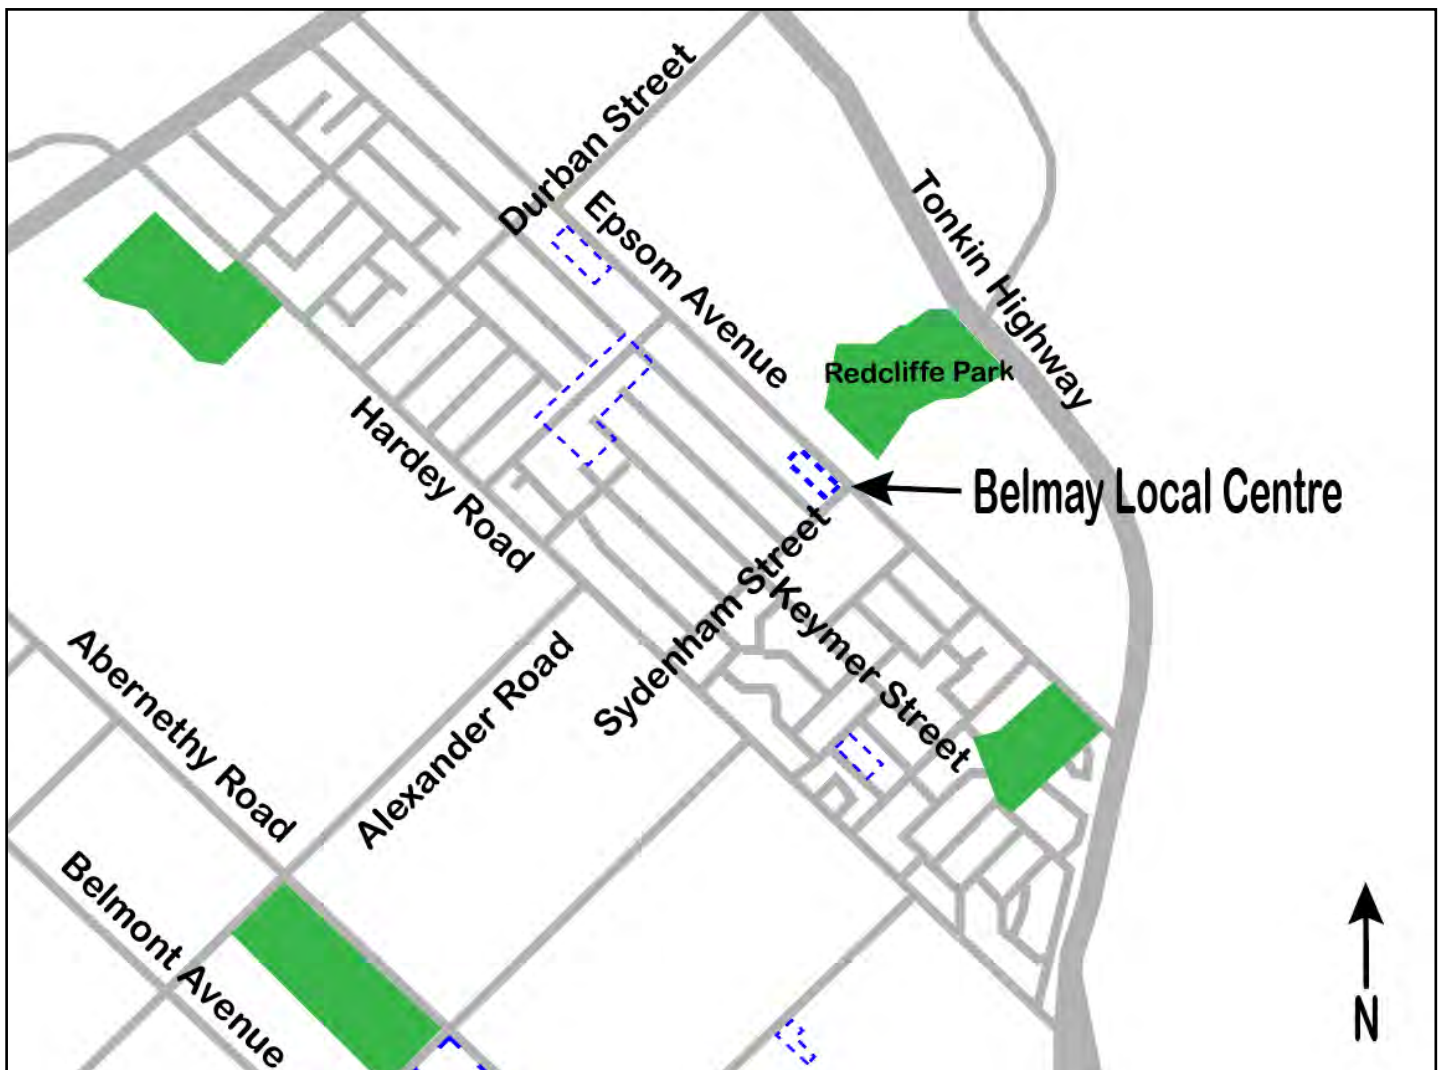 Durban Street
Epsom Avenue
Tonkin Highway
Redcliffe Park
Hardey Road
Belmay Local Centre
Sydenham Street
Keymer Street
Abernethy Road
Alexander Road
Belmont Avenue
N